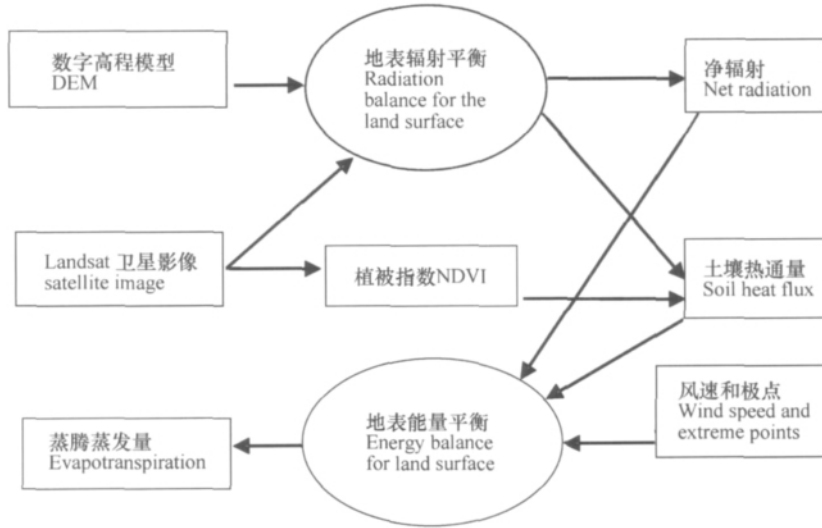 数字高程模型
DEM
地表辐射平衡
Radiation
balance for the
land surface
净辐射
Net radiation
Landsat 卫星影像
satellite image
植被指数NDVI
土壤热通量
Soil heat flux
蒸腾蒸发量
Evapotranspiration
地表能量平衡
Energy balance
for land surface
风速和极点
Wind speed and
extreme points